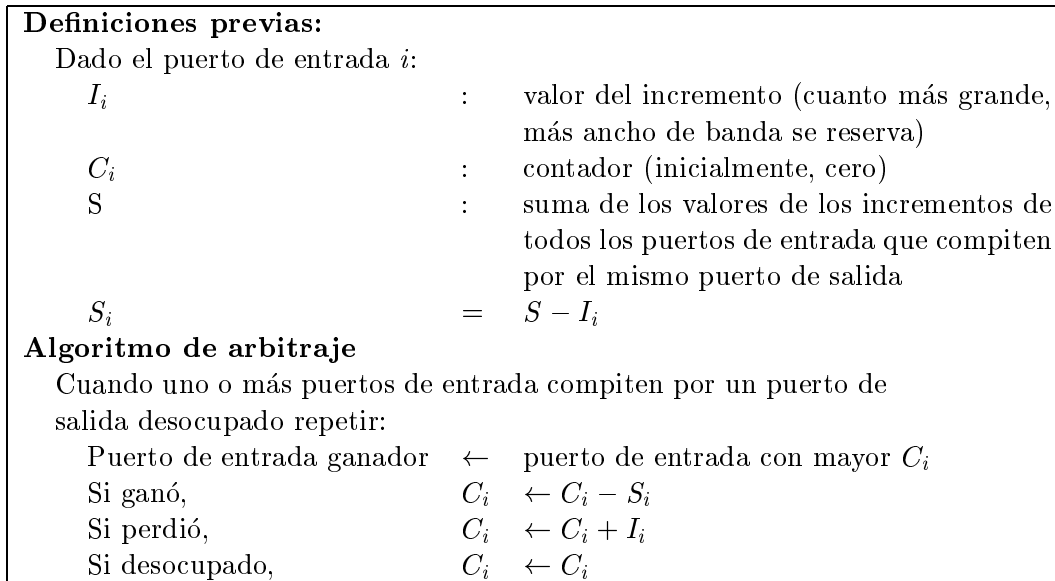 Definiciones previas:
Dado el puerto de entrada i:
I_i : valor del incremento (cuanto más grande,
más ancho de banda se reserva)
C_i : contador (inicialmente, cero)
S : suma de los valores de los incrementos de
todos los puertos de entrada que compiten
por el mismo puerto de salida
S_i = S − I_i
Algoritmo de arbitraje
Cuando uno o más puertos de entrada compiten por un puerto de
salida desocupado repetir:
Puerto de entrada ganador ← puerto de entrada con mayor C_i
Si ganó, C_i ← C_i − S_i
Si perdió, C_i ← C_i + I_i
Si desocupado, C_i ← C_i